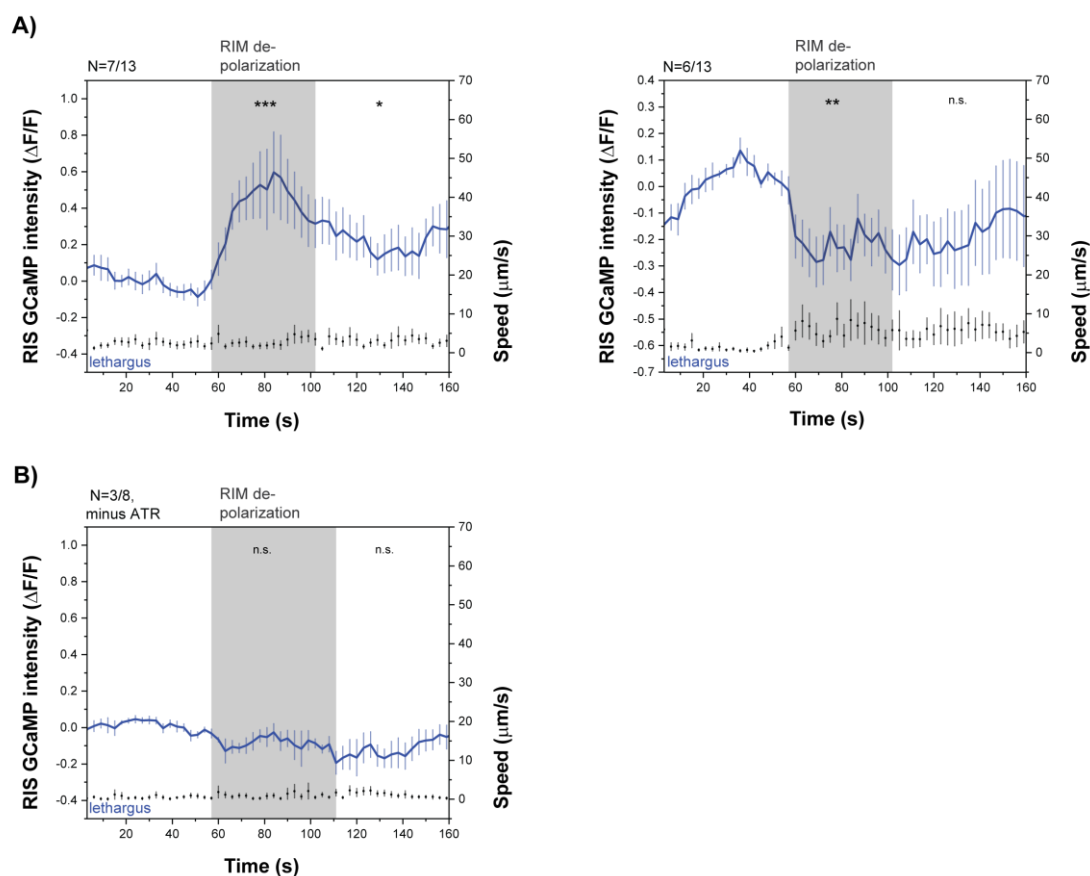 A)
N=7/13
RIM de-
polarization
RIS GCaMP intensity (ΔF/F)
1.0
0.8
0.6
0.4
0.2
0.0
-0.2
-0.4
***
*
lethargus
70
60
50
40
30
20
10
0
Speed (µm/s)
20 40 60 80 100 120 140 160
Time (s)
N=6/13
RIM de-
polarization
RIS GCaMP intensity (ΔF/F)
0.4
0.3
0.2
0.1
0.0
-0.1
-0.2
-0.3
-0.4
-0.5
-0.6
-0.7
**
n.s.
lethargus
70
60
50
40
30
20
10
0
Speed (µm/s)
20 40 60 80 100 120 140 160
Time (s)
B)
N=3/8,
minus ATR
RIM de-
polarization
RIS GCaMP intensity (ΔF/F)
1.0
0.8
0.6
0.4
0.2
0.0
-0.2
-0.4
n.s.
n.s.
lethargus
70
60
50
40
30
20
10
0
Speed (µm/s)
20 40 60 80 100 120 140 160
Time (s)